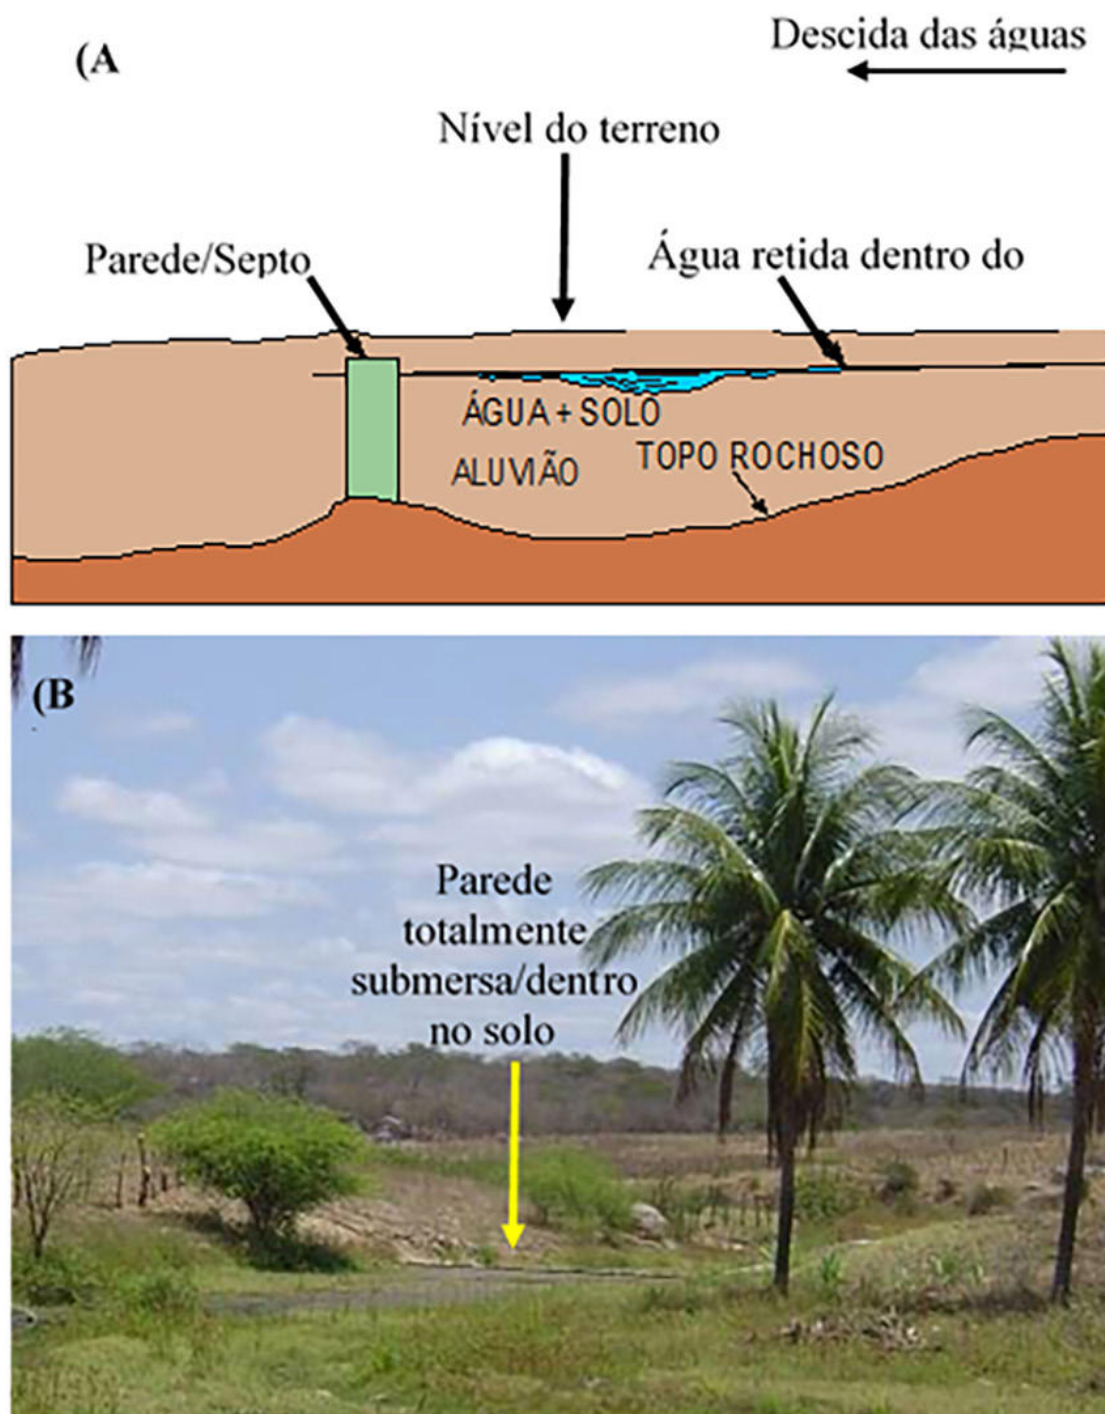 (A
Descida das águas
Nível do terreno
Parede/Septo
Água retida dentro do
ÁGUA + SOLO
ALUVIÃO
TOPO ROCHOSO
(B
Parede
totalmente
submersa/dentro
no solo